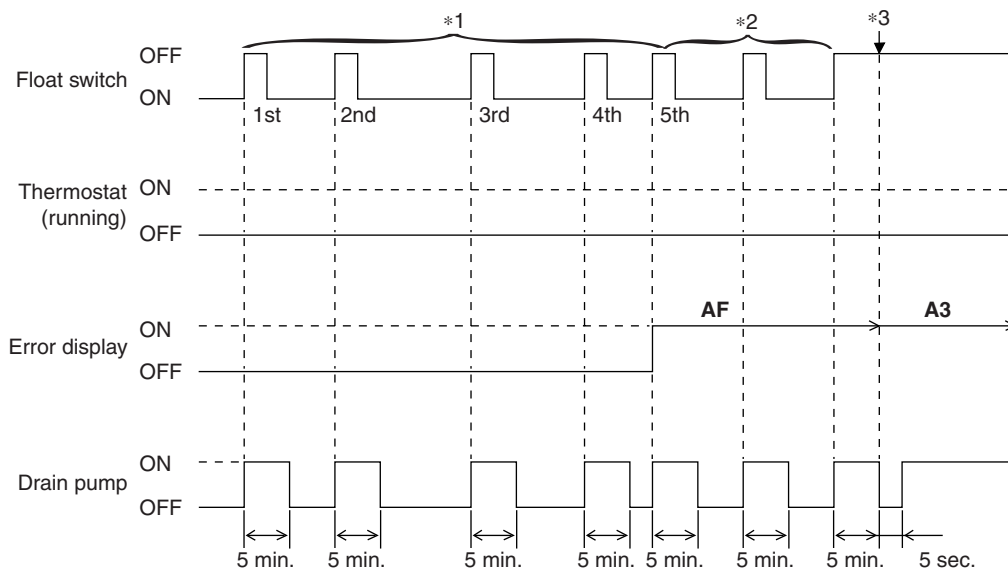 *1 *2 *3
OFF
Float switch
ON
1st 2nd 3rd 4th 5th
ON
Thermostat
(running)
OFF
AF A3
ON
Error display
OFF
ON
Drain pump
OFF
5 min. 5 min. 5 min. 5 min. 5 min. 5 min. 5 min. 5 sec.